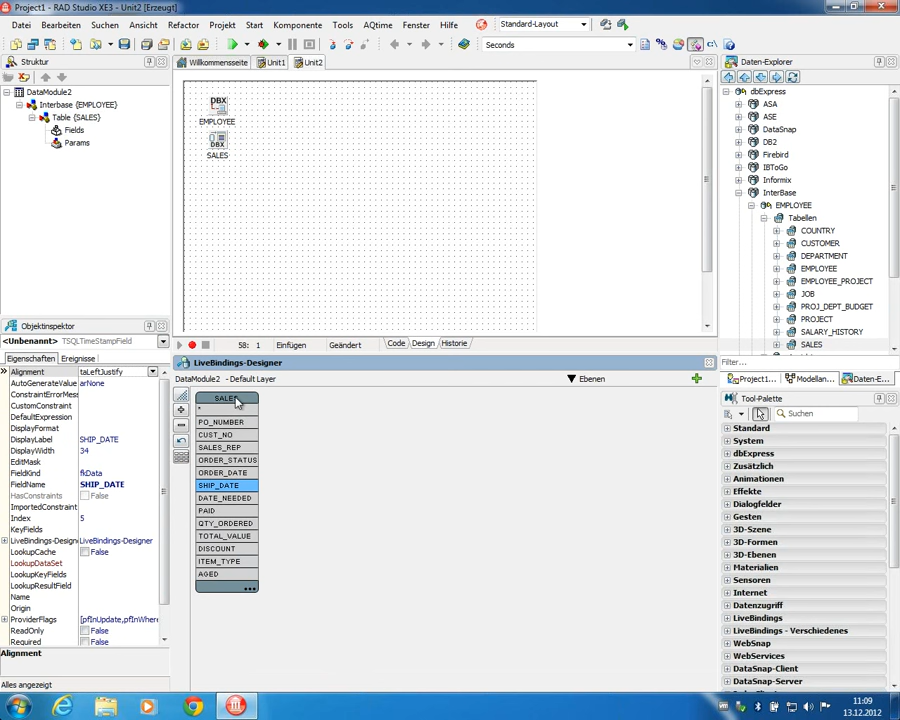 Project1 - RAD Studio XE3 - Unit2 [Erzeugt]
Datei Bearbeiten Suchen Ansicht Refactor Projekt Start Komponente Tools AQtime Fenster Hilfe Standard-Layout
Seconds
Struktur
DataModule2
Interbase {EMPLOYEE}
Table {SALES}
Fields
Params
Willkommensseite Unit1 Unit2
DBX
EMPLOYEE
DBX
SALES
58: 1 Einfügen Geändert Code Design Historie
Daten-Explorer
dbExpress
ASA
ASE
DataSnap
DB2
Firebird
IBToGo
Informix
InterBase
EMPLOYEE
Tabellen
COUNTRY
CUSTOMER
DEPARTMENT
EMPLOYEE
EMPLOYEE_PROJECT
JOB
PROJ_DEPT_BUDGET
PROJECT
SALARY_HISTORY
SALES
Filter...
Project1... Modellan... Daten-E...
Objektinspektor
<Unbenannt> TSQLTimeStampField
Eigenschaften Ereignisse
Alignment taLeftJustify
AutoGenerateValue arNone
ConstraintErrorMess
CustomConstraint
DefaultExpression
DisplayFormat
DisplayLabel SHIP_DATE
DisplayWidth 34
EditMask
FieldKind fkData
FieldName SHIP_DATE
HasConstraints False
ImportedConstraint
Index 5
KeyFields
LiveBindings-Design LiveBindings-Designer
LookupCache False
LookupDataSet
LookupKeyFields
LookupResultField
Name
Origin
ProviderFlags [pfInUpdate,pfInWhere
ReadOnly False
Required False
Alignment
Alles angezeigt
LiveBindings-Designer
DataModule2 - Default Layer Ebenen
SALES
*
PO_NUMBER
CUST_NO
SALES_REP
ORDER_STATUS
ORDER_DATE
SHIP_DATE
DATE_NEEDED
PAID
QTY_ORDERED
TOTAL_VALUE
DISCOUNT
ITEM_TYPE
AGED
Tool-Palette
Suchen
Standard
System
dbExpress
Zusätzlich
Animationen
Effekte
Dialogfelder
Gesten
3D-Szene
3D-Formen
3D-Ebenen
Materialien
Sensoren
Internet
Datenzugriff
LiveBindings
LiveBindings - Verschiedenes
WebSnap
WebServices
DataSnap-Client
DataSnap-Server
11:09
13.12.2012